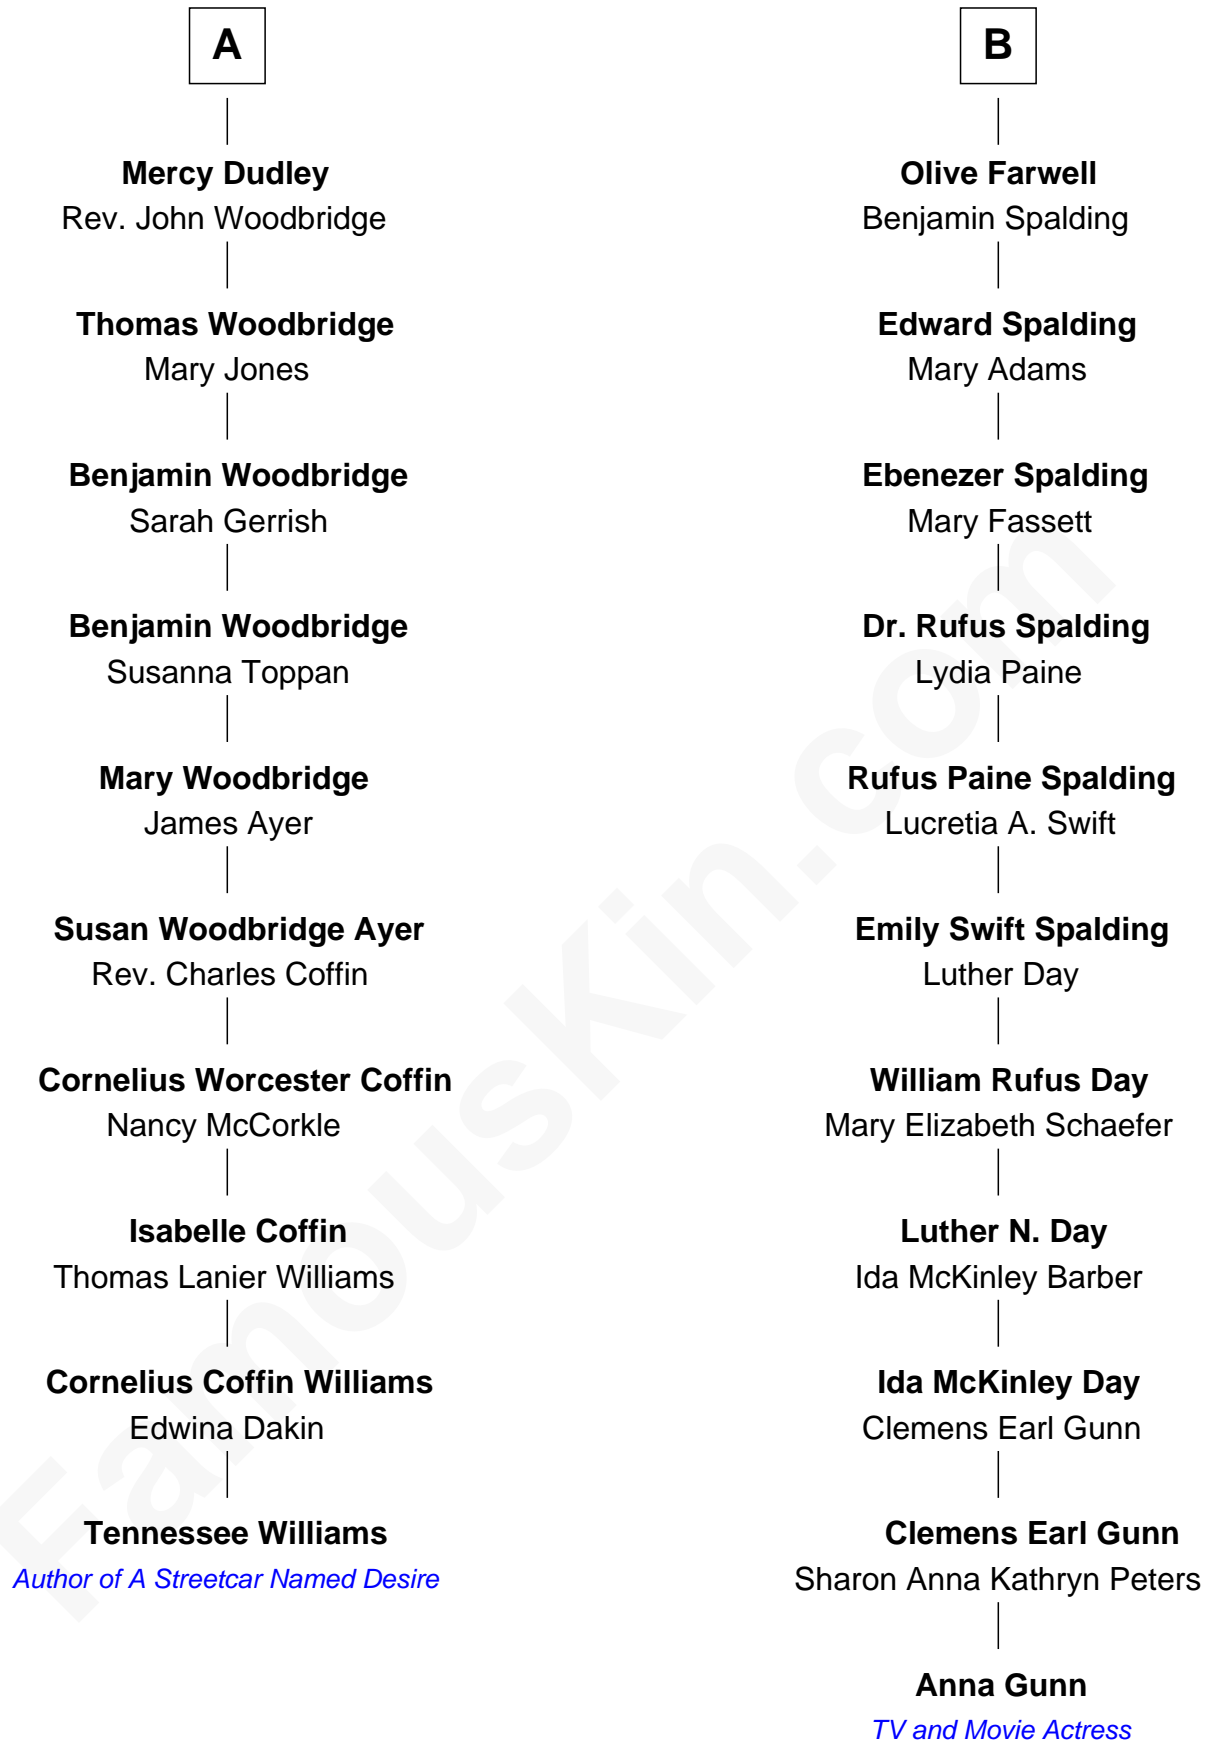 A
Mercy Dudley
Rev. John Woodbridge
Thomas Woodbridge
Mary Jones
Benjamin Woodbridge
Sarah Gerrish
Benjamin Woodbridge
Susanna Toppan
Mary Woodbridge
James Ayer
Susan Woodbridge Ayer
Rev. Charles Coffin
Cornelius Worcester Coffin
Nancy McCorkle
Isabelle Coffin
Thomas Lanier Williams
Cornelius Coffin Williams
Edwina Dakin
Tennessee Williams
Author of A Streetcar Named Desire
B
Olive Farwell
Benjamin Spalding
Edward Spalding
Mary Adams
Ebenezer Spalding
Mary Fassett
Dr. Rufus Spalding
Lydia Paine
Rufus Paine Spalding
Lucretia A. Swift
Emily Swift Spalding
Luther Day
William Rufus Day
Mary Elizabeth Schaefer
Luther N. Day
Ida McKinley Barber
Ida McKinley Day
Clemens Earl Gunn
Clemens Earl Gunn
Sharon Anna Kathryn Peters
Anna Gunn
TV and Movie Actress
FamousKin.com